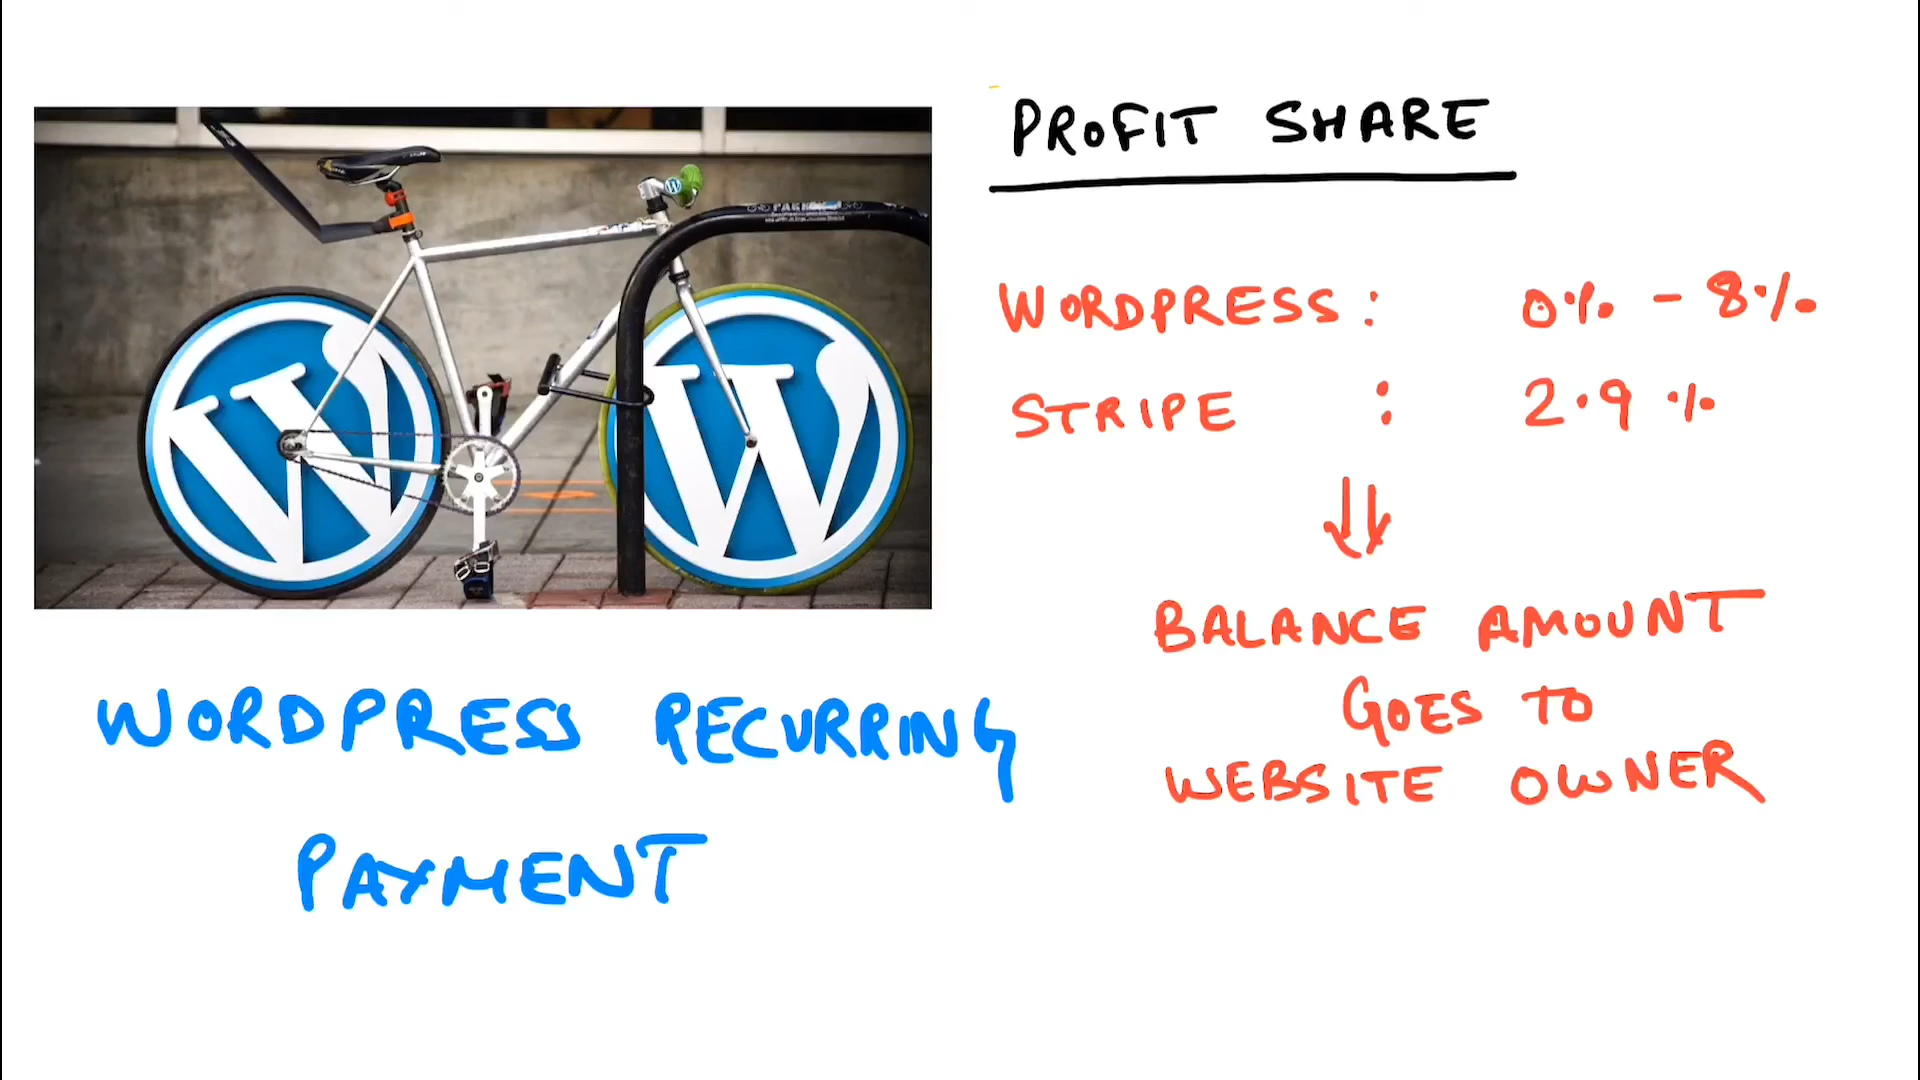 PROFIT SHARE
WORDPRESS : 0% - 8%
STRIPE : 2.9 %
BALANCE AMOUNT
GOES TO
WEBSITE OWNER
WORDPRESS RECURRING
PAYMENT